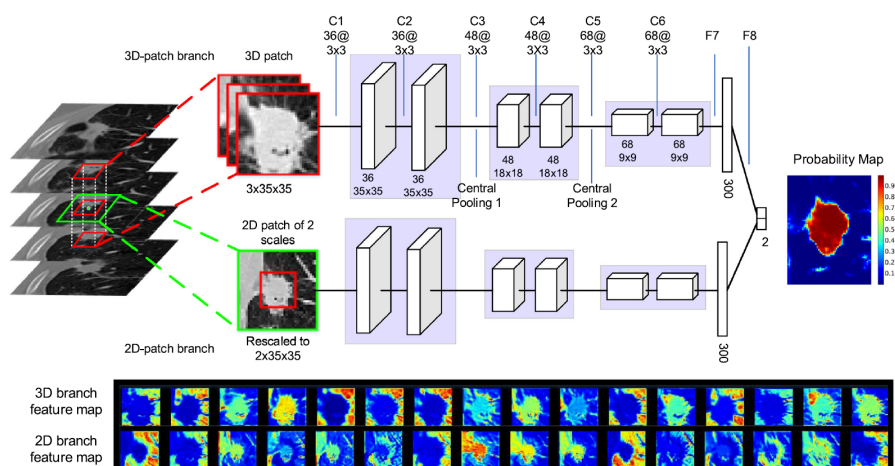 C1 C2 C3 C4 C5 C6 F7 F8
36@ 36@ 48@ 48@ 68@ 68@
3x3 3x3 3x3 3X3 3x3 3x3
3D-patch branch
3D patch
3x35x35
36
35x35
36
35x35
48
18x18
48
18x18
68
9x9
68
9x9
300
Central
Pooling 1
Central
Pooling 2
2D patch of 2
scales
Rescaled to
2x35x35
2D-patch branch
300
2
Probability Map
0.9
0.8
0.7
0.6
0.5
0.4
0.3
0.2
0.1
3D branch
feature map
2D branch
feature map